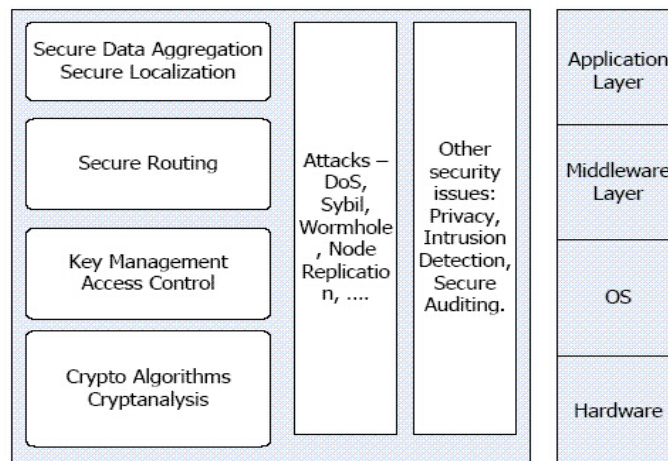 Secure Data Aggregation
Secure Localization
Secure Routing
Key Management
Access Control
Crypto Algorithms
Cryptanalysis
Attacks –
DoS,
Sybil,
Wormhole
, Node
Replicatio
n, ....
Other
security
issues:
Privacy,
Intrusion
Detection,
Secure
Auditing.
Application
Layer
Middleware
Layer
OS
Hardware